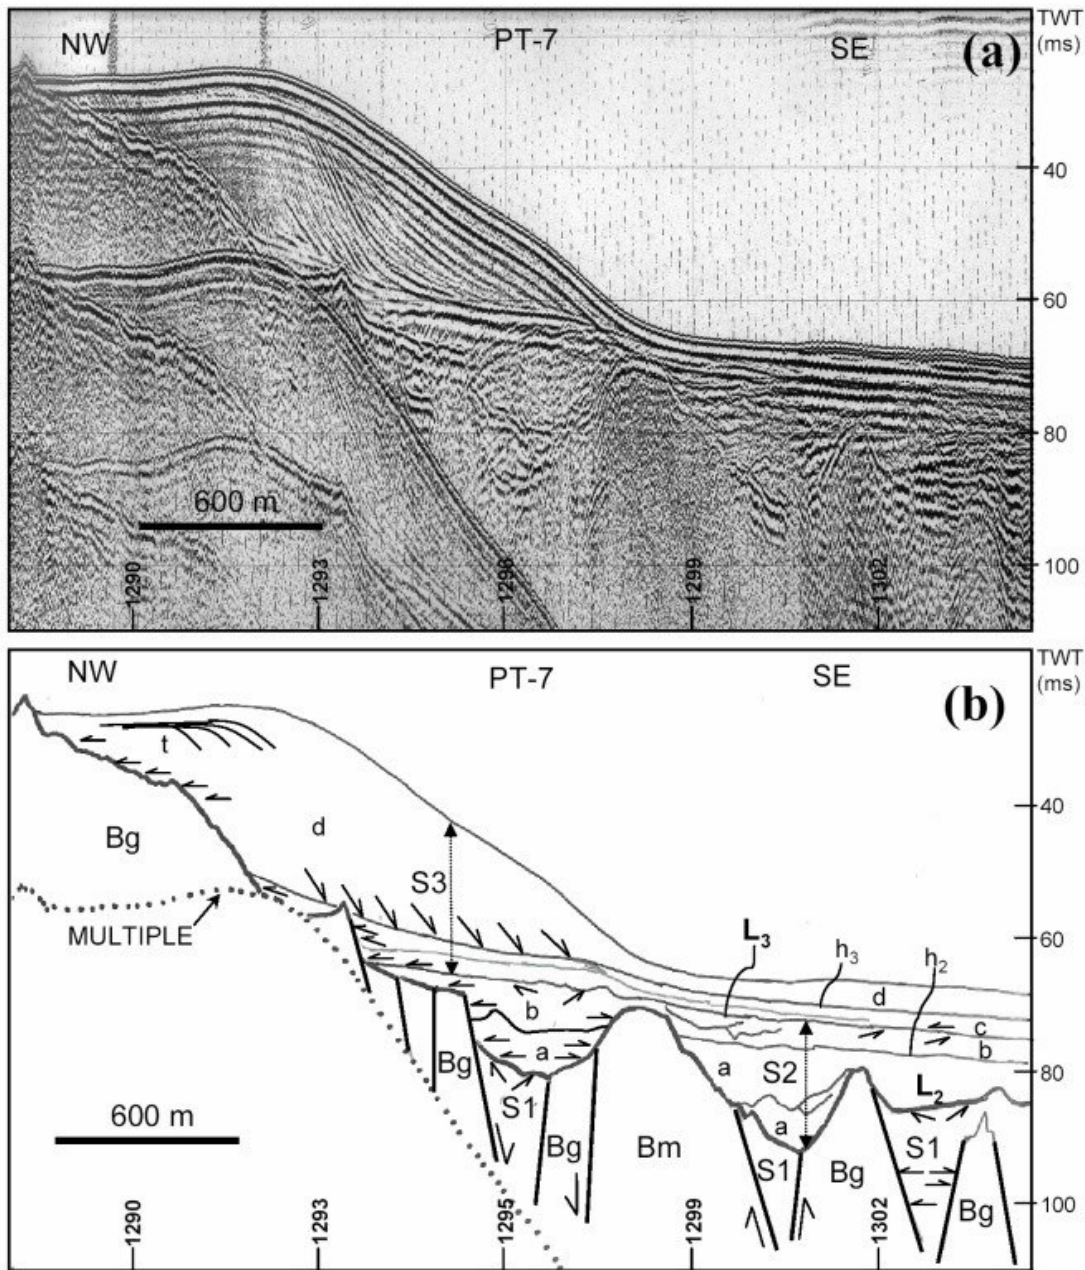 NW PT-7 SE (a) TWT
(ms)
40
60
80
600 m
100
1290 1293 1296 1299 1302
NW PT-7 SE (b) TWT
(ms)
t
40
Bg d
S3
MULTIPLE
L3 h3 h2 60
d
b c
b
a a S2 80
Bg L2
S1 a
600 m S1
Bg Bm S1 Bg
Bg
100
1290 1293 1295 1299 1302